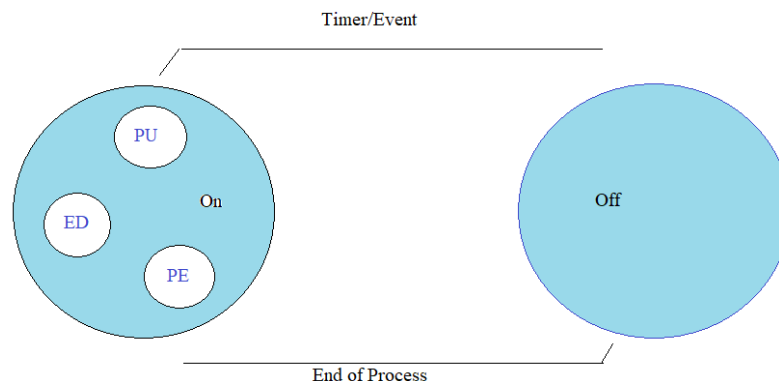 Timer/Event
PU
On
Off
ED
PE
End of Process